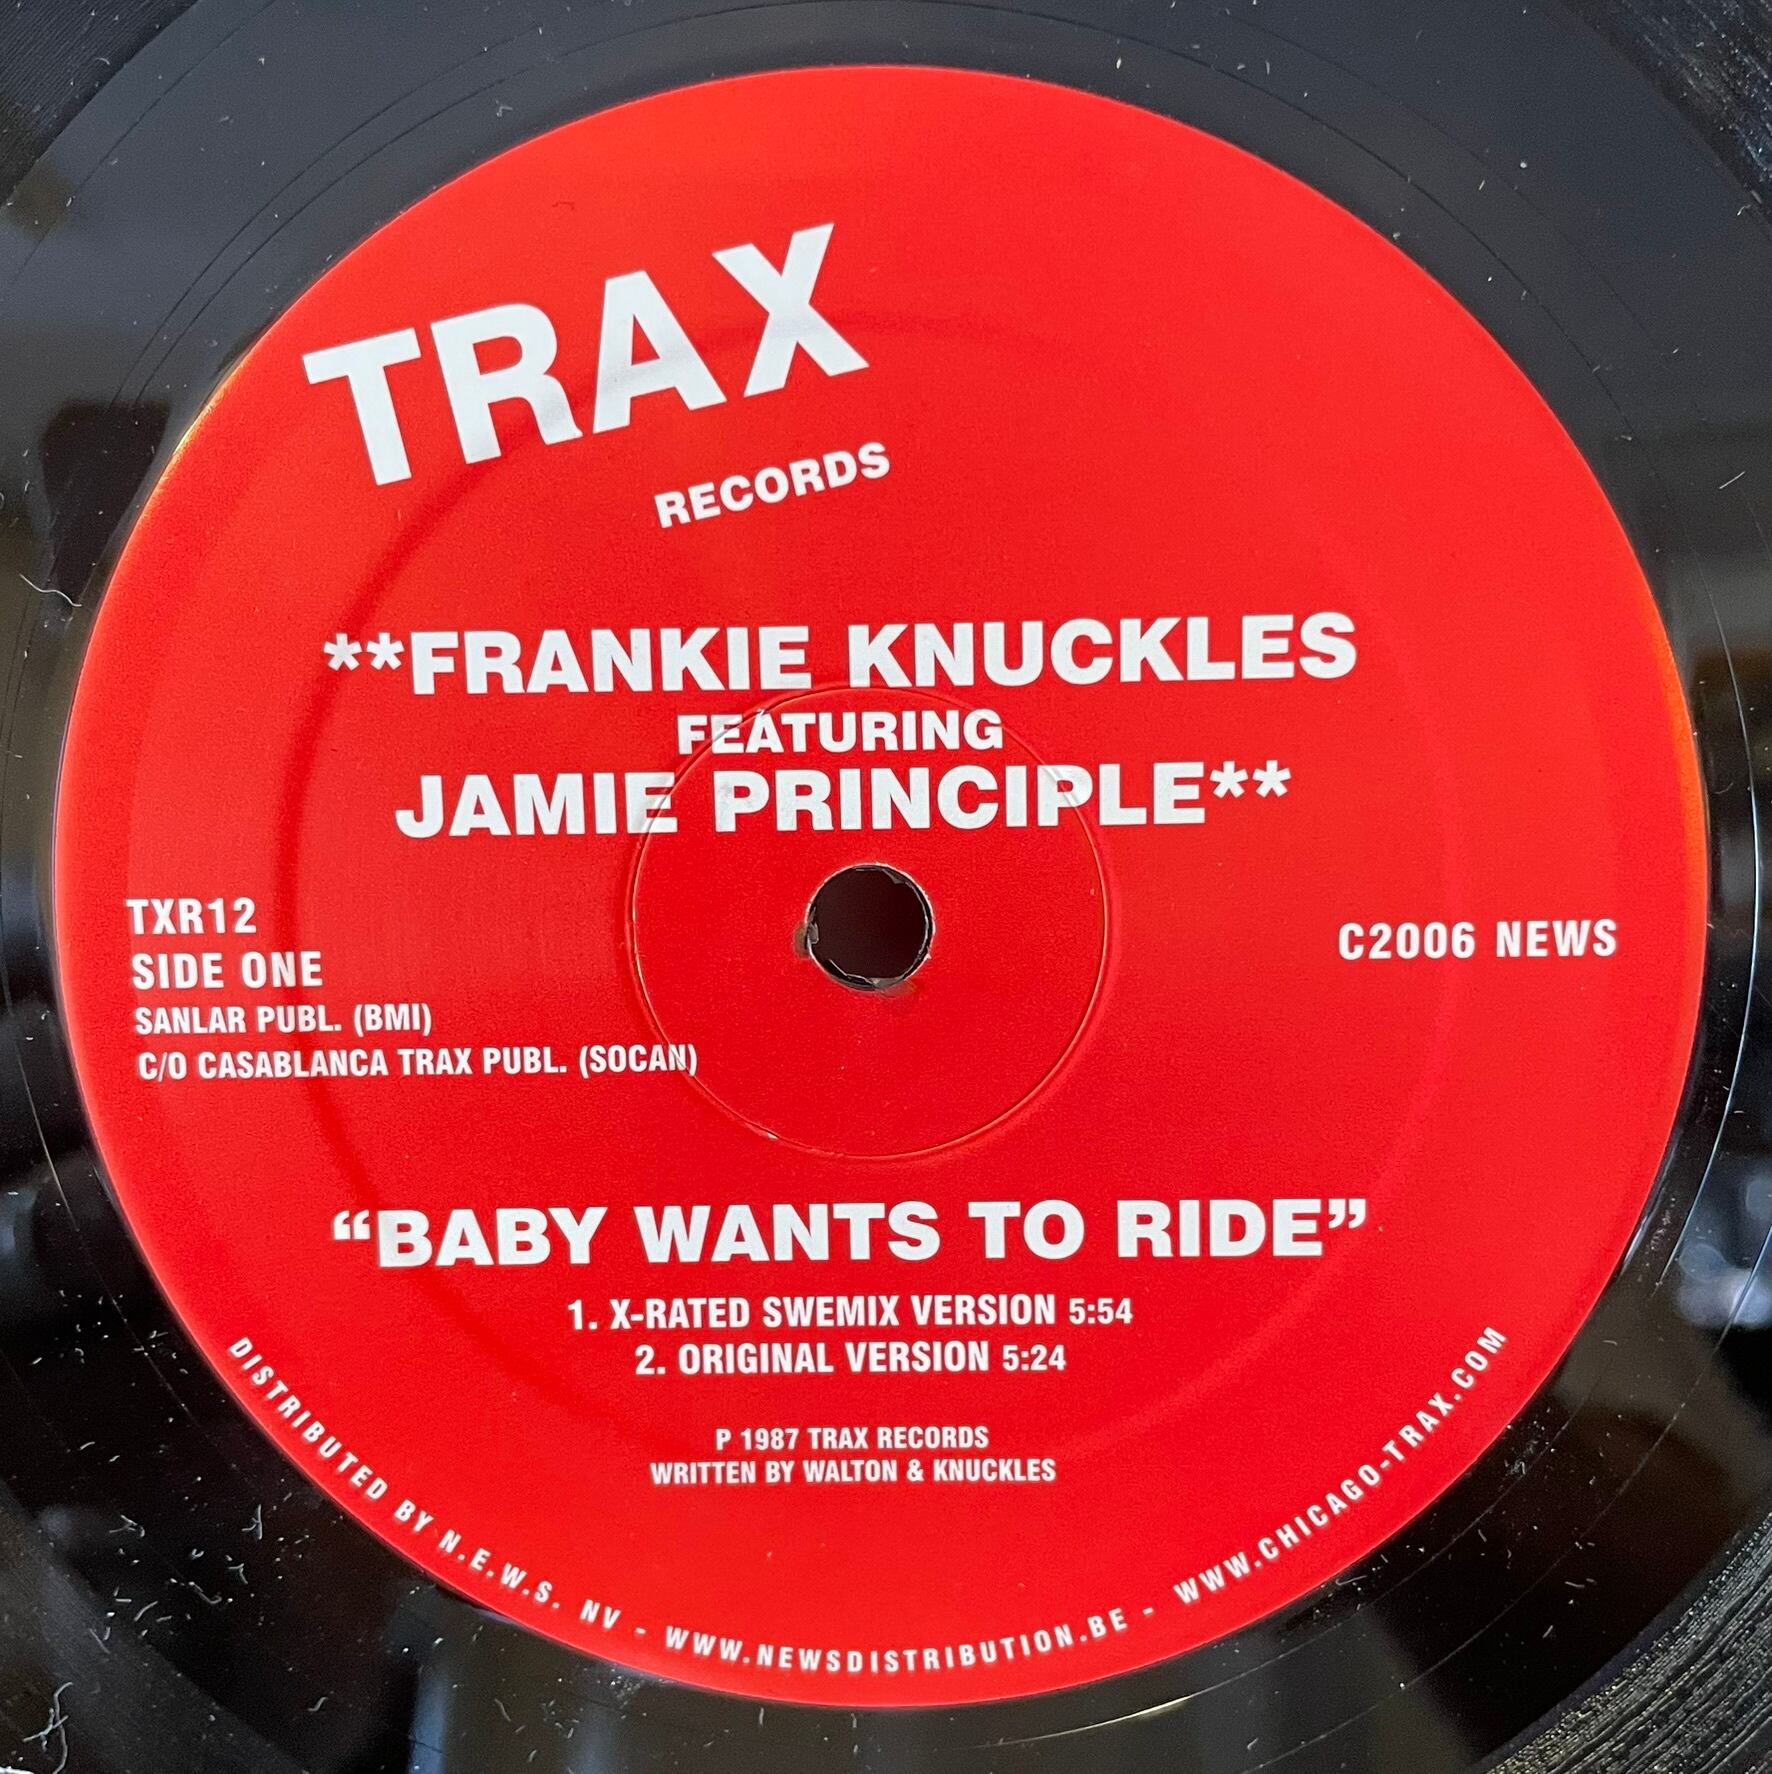 TRAX
RECORDS
**FRANKIE KNUCKLES
FEATURING
JAMIE PRINCIPLE**
TXR12
SIDE ONE
SANLAR PUBL. (BMI)
C/O CASABLANCA TRAX PUBL. (SOCAN)
C2006 NEWS
“BABY WANTS TO RIDE”
1. X-RATED SWEMIX VERSION 5:54
2. ORIGINAL VERSION 5:24
P 1987 TRAX RECORDS
WRITTEN BY WALTON & KNUCKLES
DISTRIBUTED BY N.E.W.S. NV - WWW.NEWSDISTRIBUTION.BE - WWW.CHICAGO-TRAX.COM